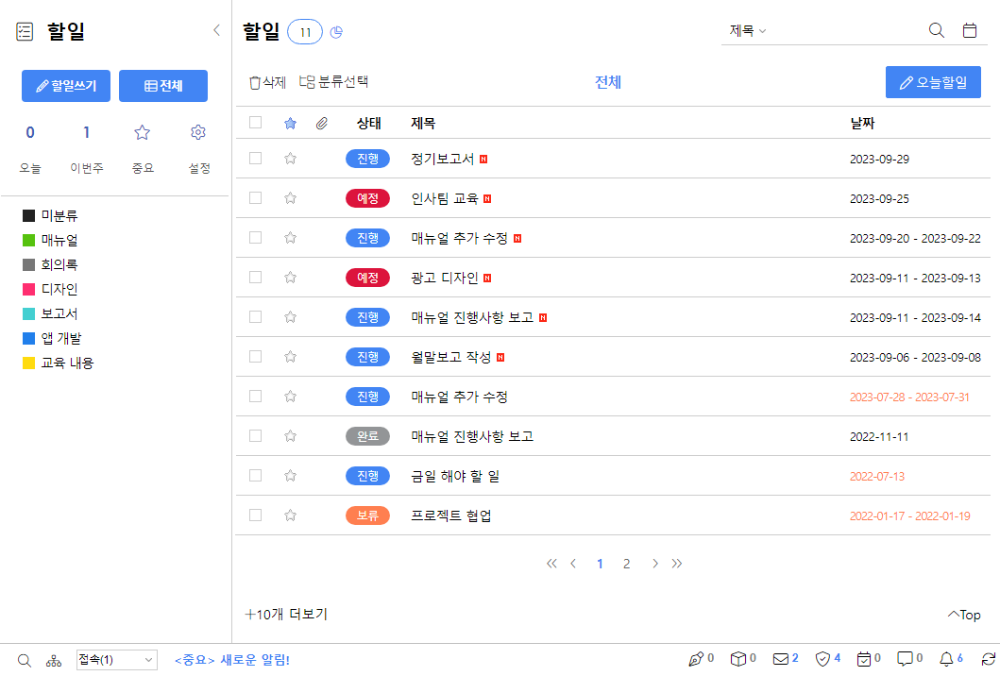 할일
할일쓰기 전체
0 1
오늘 이번주 중요 설정
미분류
매뉴얼
회의록
디자인
보고서
앱 개발
교육 내용
할일 11 제목
삭제 분류선택 전체 오늘할일
상태 제목 날짜
진행 정기보고서 N 2023-09-29
예정 인사팀 교육 N 2023-09-25
진행 매뉴얼 추가 수정 N 2023-09-20 - 2023-09-22
예정 광고 디자인 N 2023-09-11 - 2023-09-13
진행 매뉴얼 진행사항 보고 N 2023-09-11 - 2023-09-14
진행 월말보고 작성 N 2023-09-06 - 2023-09-08
진행 매뉴얼 추가 수정 2023-07-28 - 2023-07-31
완료 매뉴얼 진행사항 보고 2022-11-11
진행 금일 해야 할 일 2022-07-13
보류 프로젝트 협업 2022-01-17 - 2022-01-19
1 2
+10개 더보기 Top
접속(1) <중요> 새로운 알림! 0 0 2 4 0 0 6